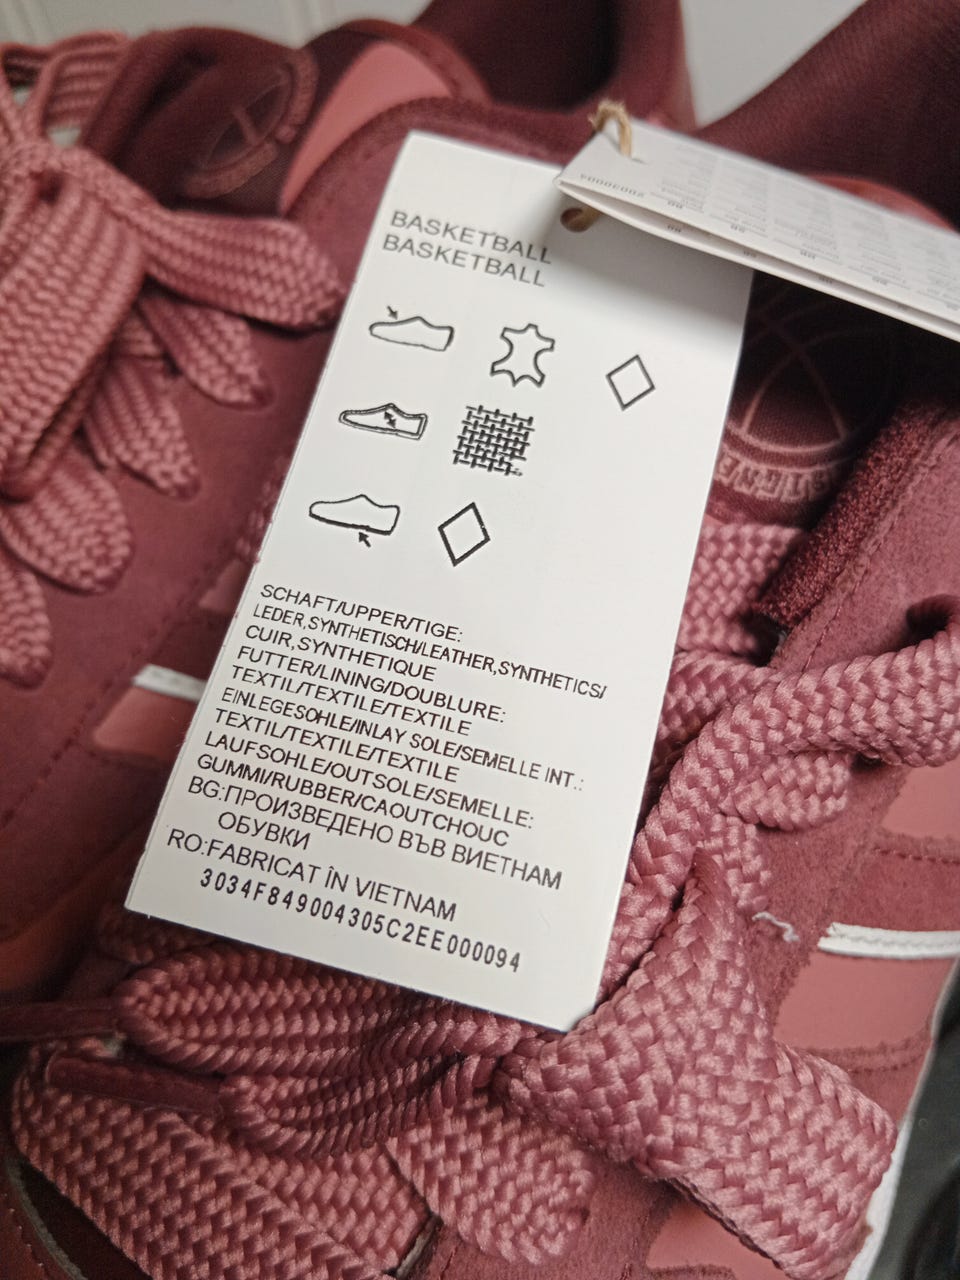 BASKETBALL
BASKETBALL
SCHAFT/UPPER/TIGE:
LEDER,SYNTHETISCH/LEATHER,SYNTHETICS/
CUIR,SYNTHETIQUE
FUTTER/LINING/DOUBLURE:
TEXTIL/TEXTILE/TEXTILE
EINLEGESOHLE/INLAY SOLE/SEMELLE INT.:
TEXTIL/TEXTILE/TEXTILE
LAUFSOHLE/OUTSOLE/SEMELLE:
GUMMI/RUBBER/CAOUTCHOUC
BG:ПРОИЗВЕДЕНО ВЪВ ВИЕТНАМ
ОБУВКИ
RO:FABRICAT ÎN VIETNAM
3034F849004305C2EE000094